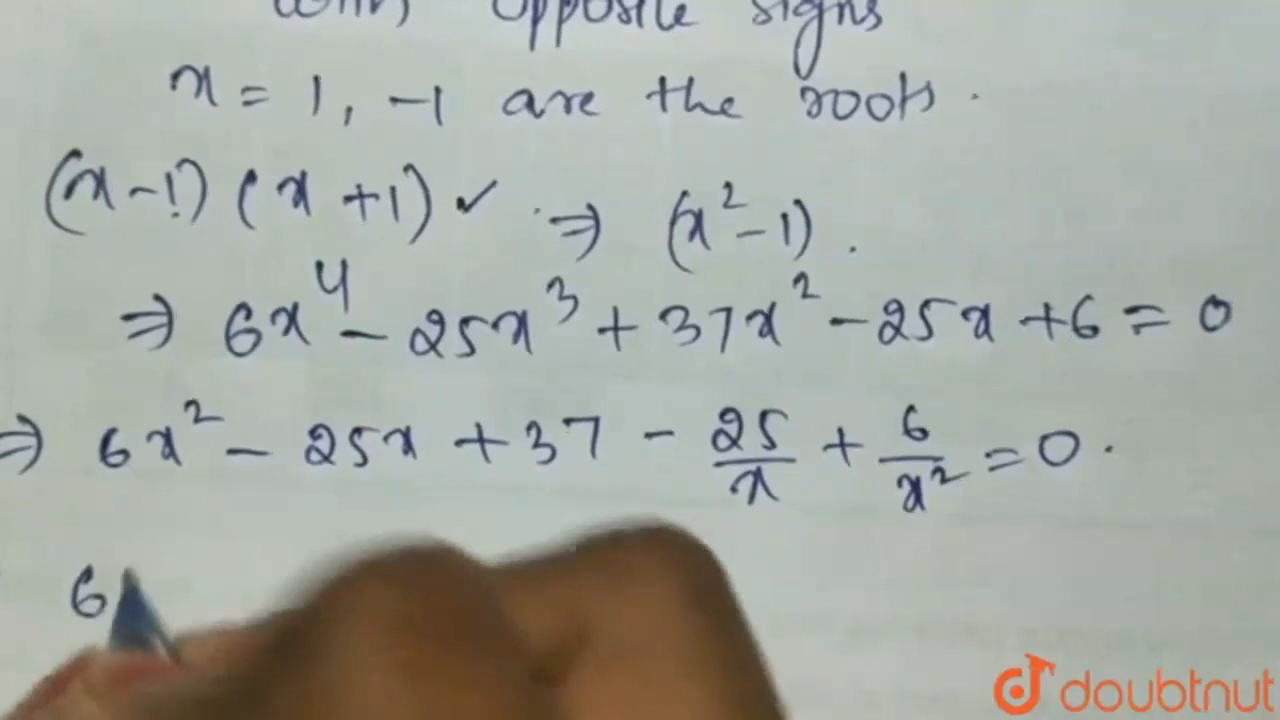 with opposite signs
x = 1, -1 are the roots.
(x-1) (x+1) ✓ ⇒ (x² - 1).
⇒ 6x⁴ - 25x³ + 37x² - 25x + 6 = 0
⇒ 6x² - 25x + 37 - 25/x + 6/x² = 0.
6
doubtnut